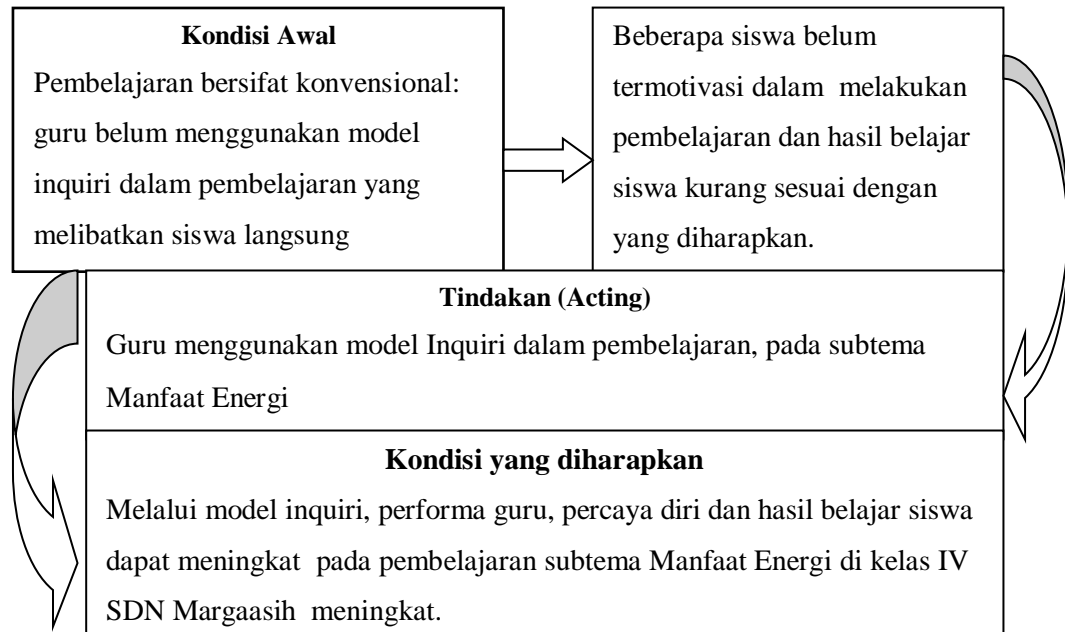 Kondisi Awal
Pembelajaran bersifat konvensional:
guru belum menggunakan model
inquiri dalam pembelajaran yang
melibatkan siswa langsung
Beberapa siswa belum
termotivasi dalam melakukan
pembelajaran dan hasil belajar
siswa kurang sesuai dengan
yang diharapkan.
Tindakan (Acting)
Guru menggunakan model Inquiri dalam pembelajaran, pada subtema
Manfaat Energi
Kondisi yang diharapkan
Melalui model inquiri, performa guru, percaya diri dan hasil belajar siswa
dapat meningkat pada pembelajaran subtema Manfaat Energi di kelas IV
SDN Margaasih meningkat.